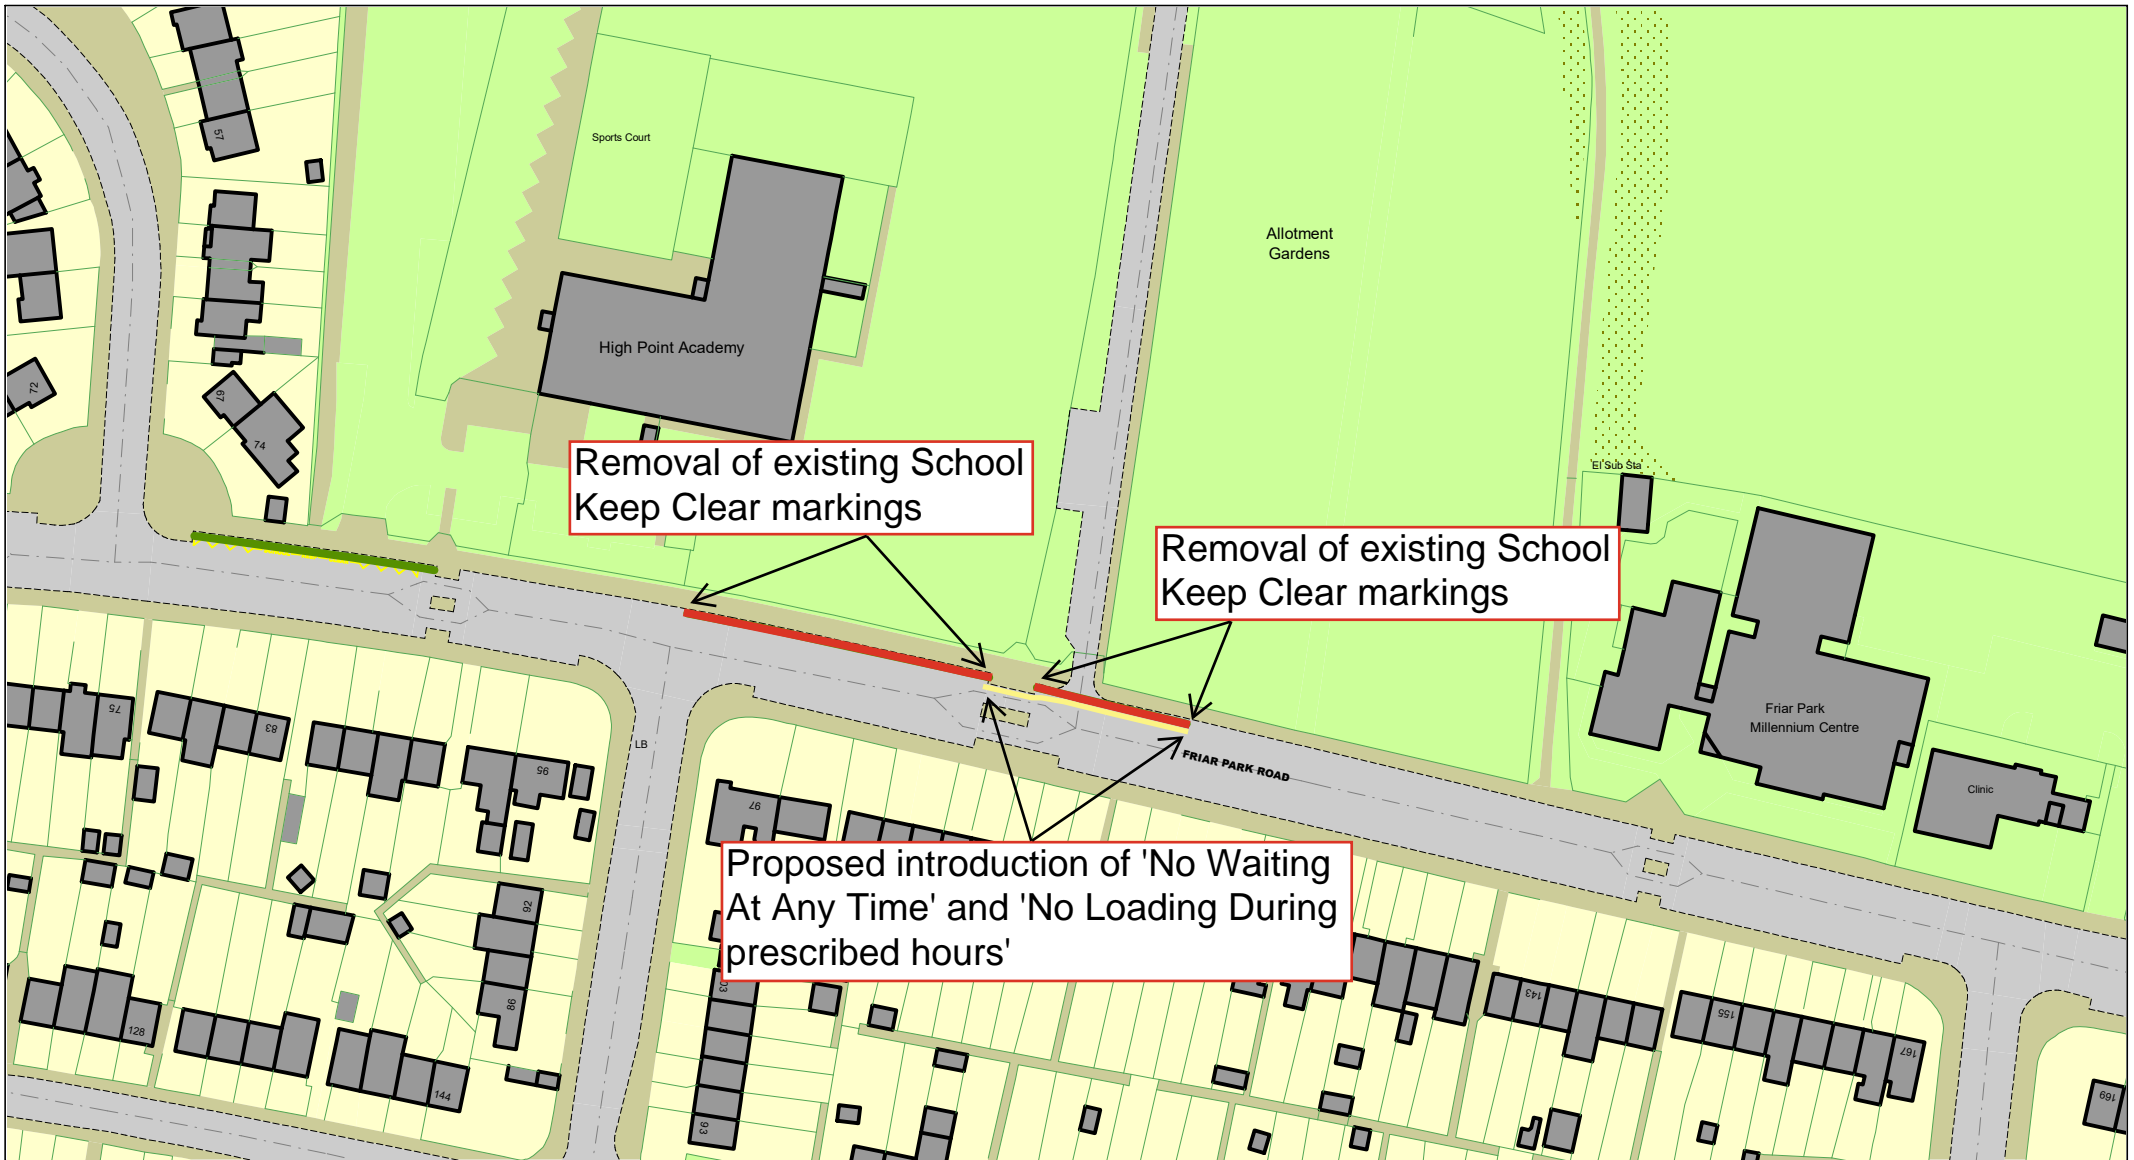 57
Sports Court
Allotment
Gardens
High Point Academy
72
67
74
Removal of existing School
Keep Clear markings
El Sub Sta
Removal of existing School
Keep Clear markings
Friar Park
Millennium Centre
Clinic
75
83
LB
95
97
FRIAR PARK ROAD
Proposed introduction of 'No Waiting
At Any Time' and 'No Loading During
prescribed hours'
92
86
128
144
93
143
155
167
169